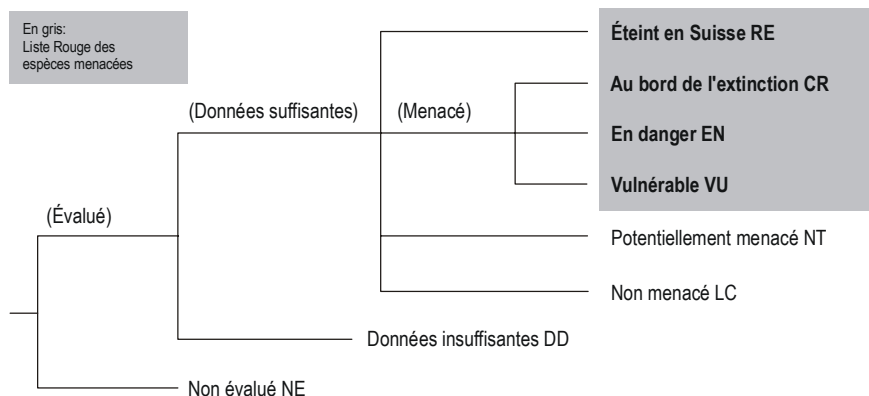 En gris:
Liste Rouge des
espèces menacées
Éteint en Suisse RE
Au bord de l'extinction CR
(Données suffisantes)
(Menacé)
En danger EN
Vulnérable VU
(Évalué)
Potentiellement menacé NT
Non menacé LC
Données insuffisantes DD
Non évalué NE